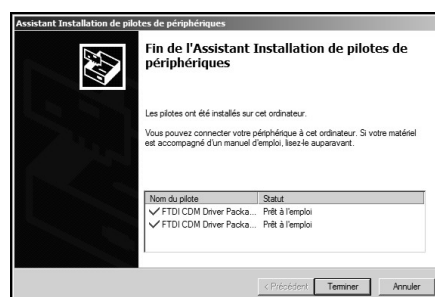 Assistant Installation de pilotes de périphériques
Fin de l'Assistant Installation de pilotes de
périphériques
Les pilotes ont été installés sur cet ordinateur.
Vous pouvez connecter votre périphérique à cet ordinateur. Si votre matériel
est accompagné d'un manuel d'emploi, lisez-le auparavant.
Nom du pilote Statut
FTDI CDM Driver Packa... Prêt à l'emploi
FTDI CDM Driver Packa... Prêt à l'emploi
< Précédent Terminer Annuler